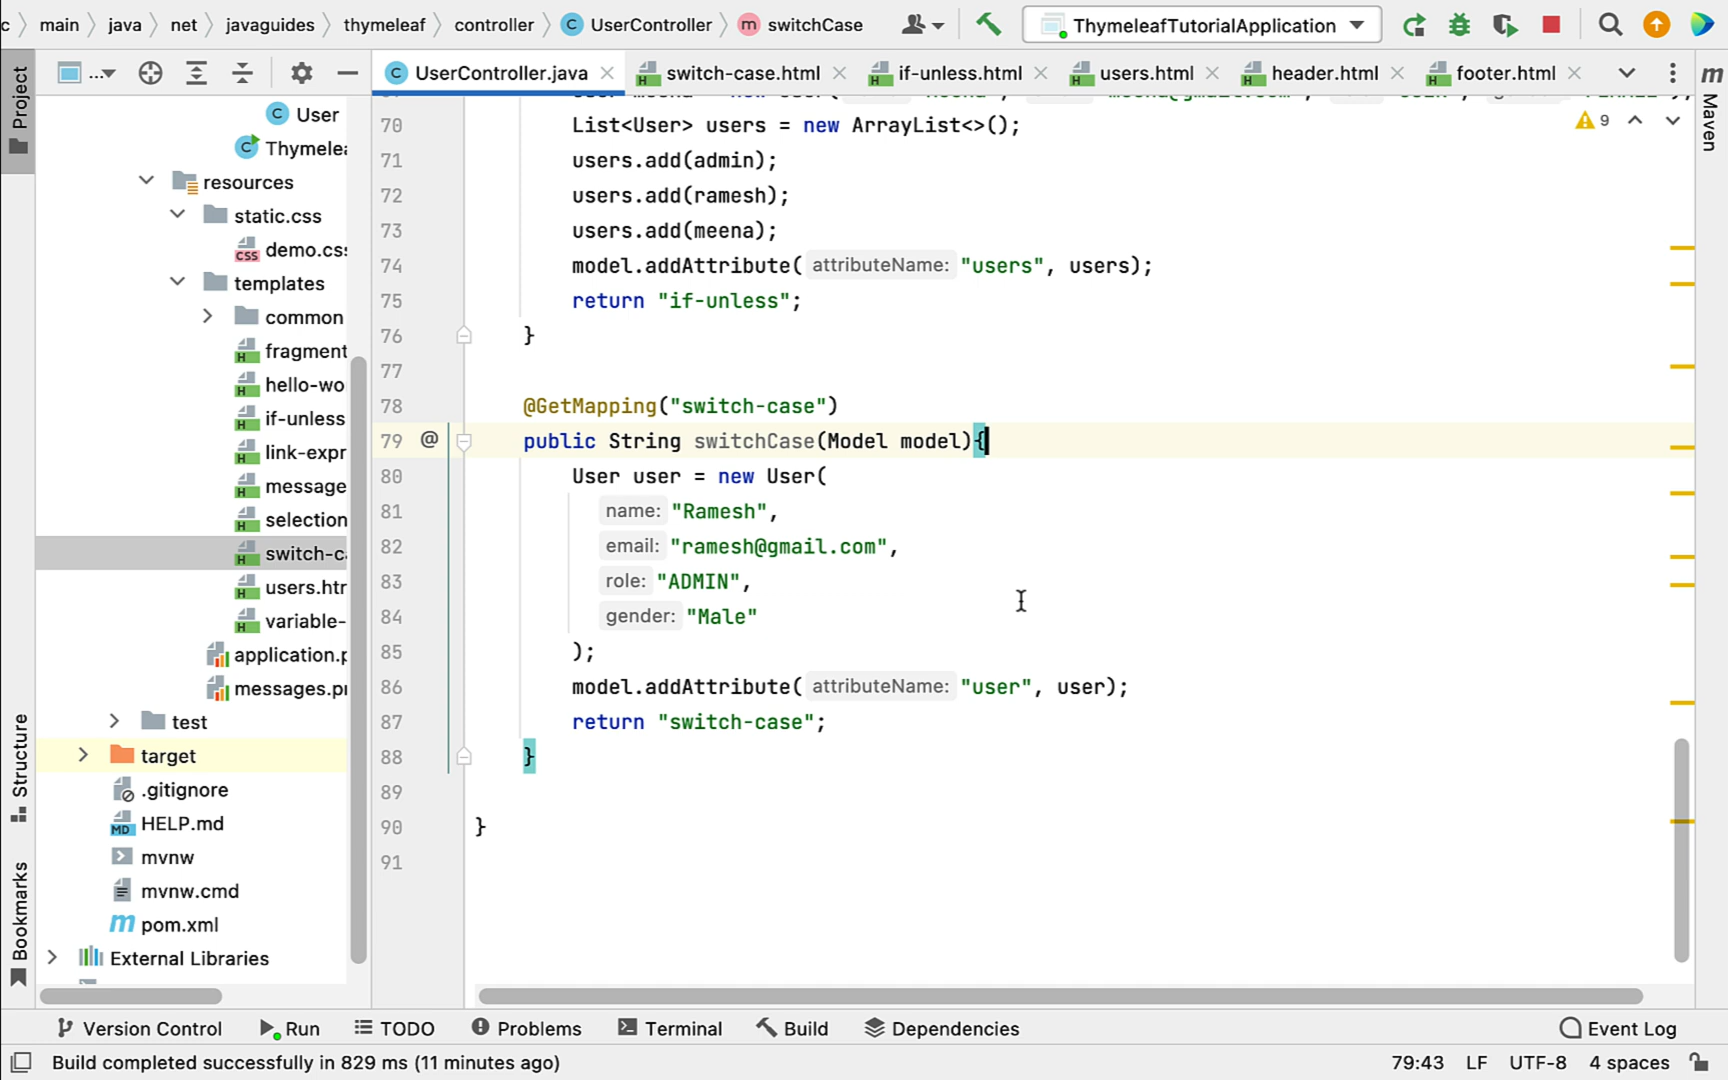 c main java net javaguides thymeleaf controller UserController switchCase ThymeleafTutorialApplication
Project
... UserController.java switch-case.html if-unless.html users.html header.html footer.html
Maven
User
Thymelea
resources
static.css
demo.css
templates
common
fragment
hello-wo
if-unless
link-expr
message
selection
switch-ca
users.htm
variable-
application.p
messages.pr
test
target
.gitignore
HELP.md
mvnw
mvnw.cmd
pom.xml
External Libraries
Structure
Bookmarks
9
70 List<User> users = new ArrayList<>();
71 users.add(admin);
72 users.add(ramesh);
73 users.add(meena);
74 model.addAttribute( attributeName: "users", users);
75 return "if-unless";
76 }
77
78 @GetMapping("switch-case")
79 @ public String switchCase(Model model){
80 User user = new User(
81 name: "Ramesh",
82 email: "ramesh@gmail.com",
83 role: "ADMIN",
84 gender: "Male"
85 );
86 model.addAttribute( attributeName: "user", user);
87 return "switch-case";
88 }
89
90 }
91
Version Control Run TODO Problems Terminal Build Dependencies Event Log
Build completed successfully in 829 ms (11 minutes ago) 79:43 LF UTF-8 4 spaces